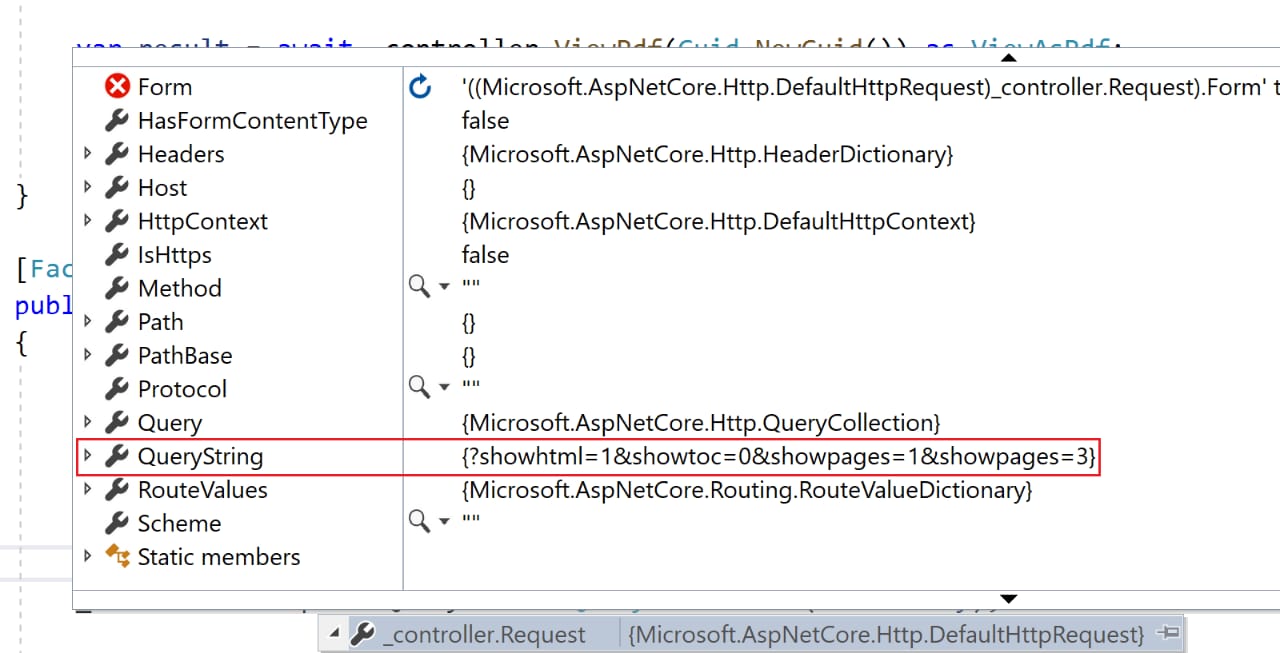 var result = await _controller.ViewPdf(Guid.NewGuid()) as ViewAsPdf;
Form '((Microsoft.AspNetCore.Http.DefaultHttpRequest)_controller.Request).Form' t
HasFormContentType false
Headers {Microsoft.AspNetCore.Http.HeaderDictionary}
}
Host {}
HttpContext {Microsoft.AspNetCore.Http.DefaultHttpContext}
IsHttps false
[Fac
Method ""
publ
Path {}
{
PathBase {}
Protocol ""
Query {Microsoft.AspNetCore.Http.QueryCollection}
QueryString {?showhtml=1&showtoc=0&showpages=1&showpages=3}
RouteValues {Microsoft.AspNetCore.Routing.RouteValueDictionary}
Scheme ""
Static members
_controller.Request {Microsoft.AspNetCore.Http.DefaultHttpRequest}